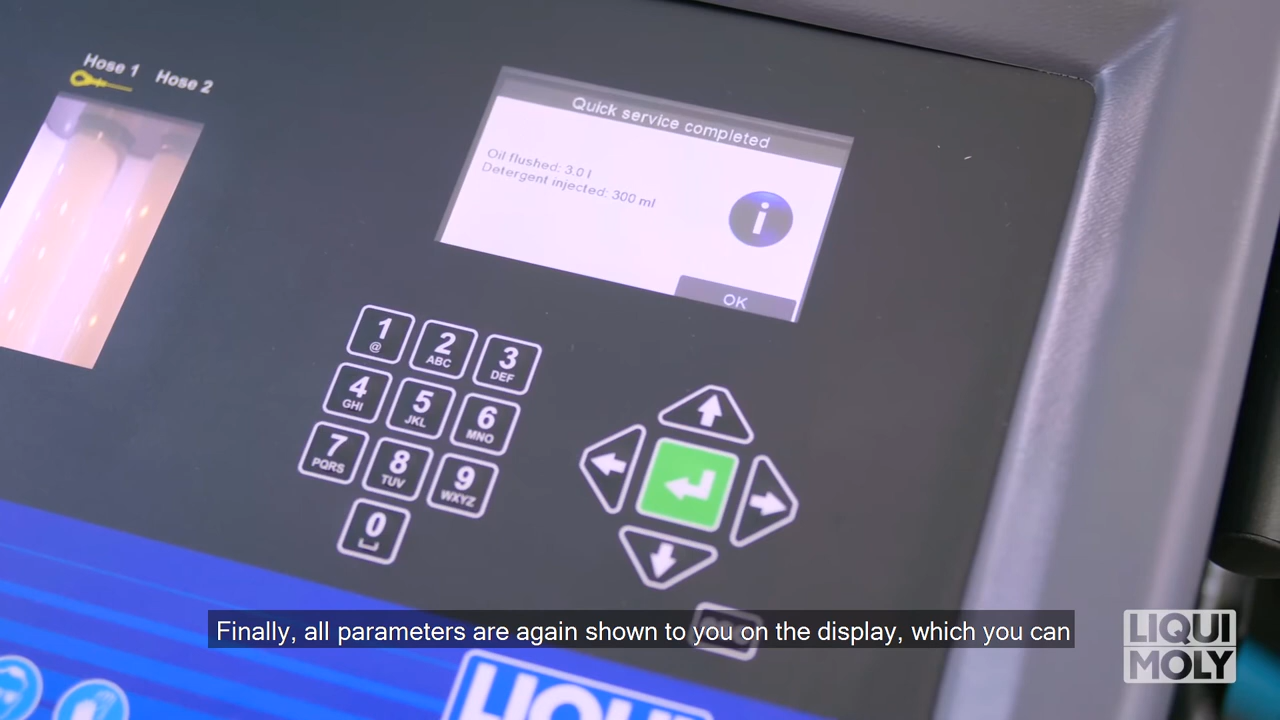 Hose 1 Hose 2
Quick service completed
Oil flushed: 3.0 l
Detergent injected: 300 ml
i
OK
1 2 3
@ ABC DEF
4 5 6
GHI JKL MNO
7 8 9
PQRS TUV WXYZ
0
Finally, all parameters are again shown to you on the display, which you can
LIQUI
MOLY
LIQUI